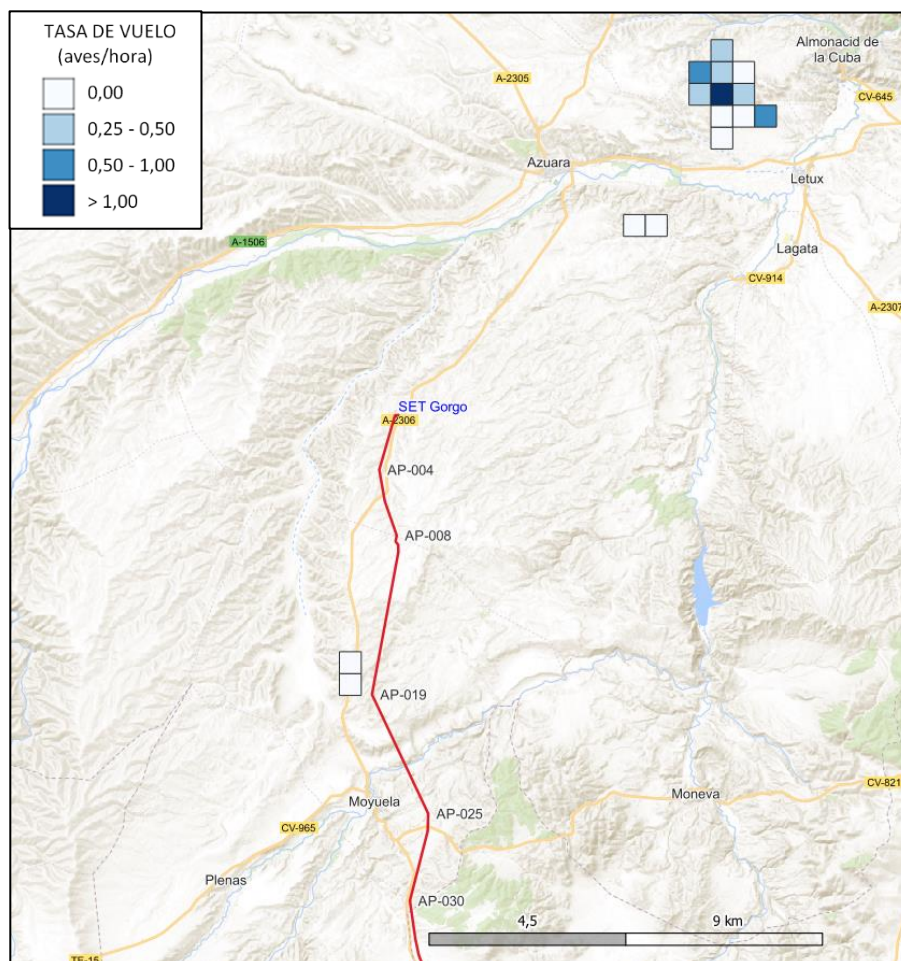 TASA DE VUELO
(aves/hora)
0,00
0,25 - 0,50
0,50 - 1,00
> 1,00
A-2305
Almonacid de
la Cuba
CV-645
Azuara
Letux
A-1506
Lagata
CV-914
A-2307
SET Gorgo
A-2306
AP-004
AP-008
AP-019
Moyuela
Moneva
CV-821
AP-025
CV-965
Plenas
AP-030
4,5
9 km
TE-15